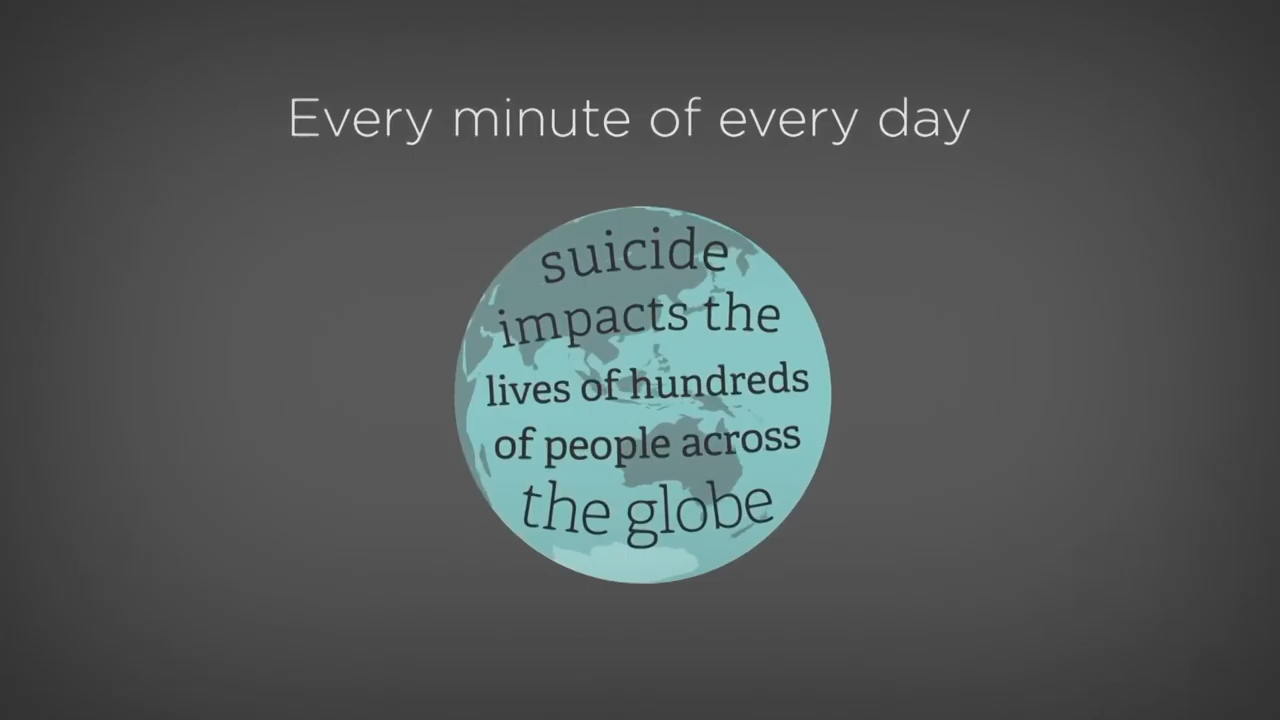 Every minute of every day
suicide
impacts the
lives of hundreds
of people across
the globe